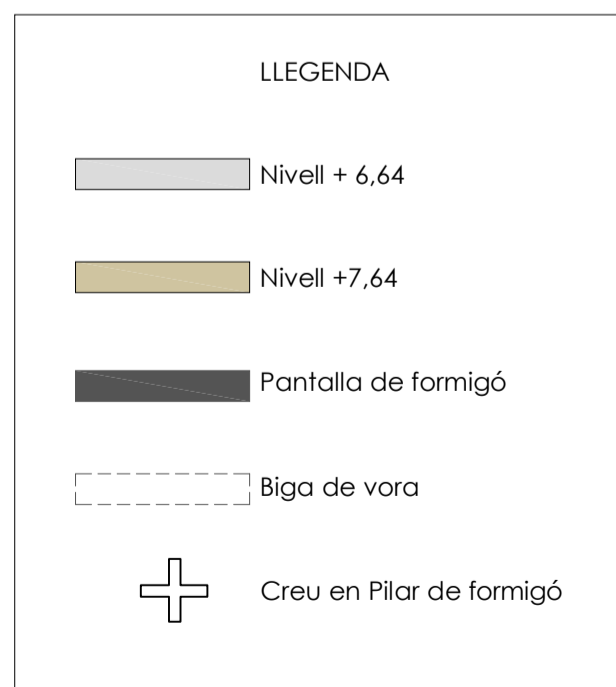 LLEGENDA
Nivell + 6,64
Nivell +7,64
Pantalla de formigó
Biga de vora
Creu en Pilar de formigó